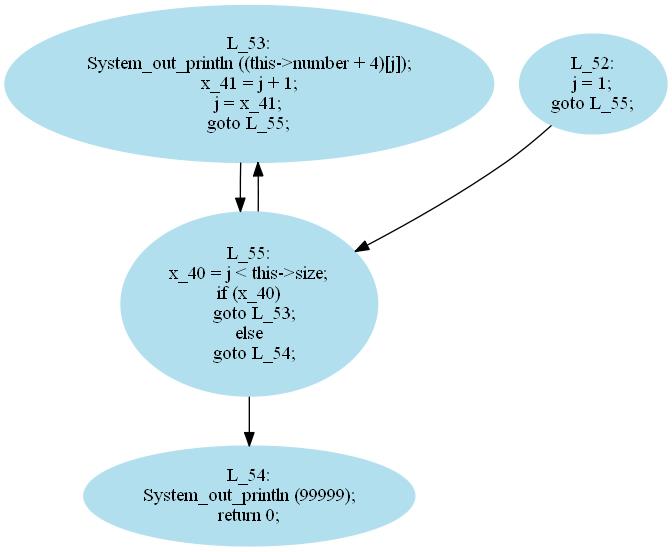 L_53:
System_out_println ((this->number + 4)[j]);
x_41 = j + 1;
j = x_41;
goto L_55;
L_52:
j = 1;
goto L_55;
L_55:
x_40 = j < this->size;
if (x_40)
goto L_53;
else
goto L_54;
L_54:
System_out_println (99999);
return 0;